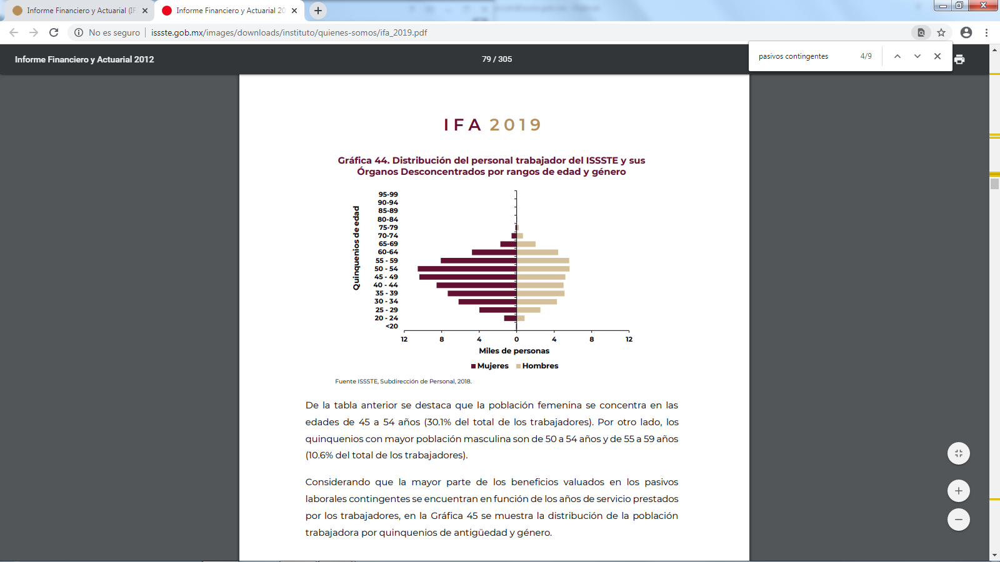 Informe Financiero y Actuarial (IF
Informe Financiero y Actuarial 20
No es seguro
issste.gob.mx/images/downloads/instituto/quienes-somos/ifa_2019.pdf
Informe Financiero y Actuarial 2012
79 / 305
pasivos contingentes
4/9
IFA 2019
Gráfica 44. Distribución del personal trabajador del ISSSTE y sus
Órganos Desconcentrados por rangos de edad y género
Quinquenios de edad
95-99
90-94
85-89
80-84
75-79
70-74
65-69
60-64
55 - 59
50 - 54
45 - 49
40 - 44
35 - 39
30 - 34
25 - 29
20 - 24
<20
12 8 4 0 4 8 12
Miles de personas
Mujeres Hombres
Fuente ISSSTE, Subdirección de Personal, 2018.
De la tabla anterior se destaca que la población femenina se concentra en las
edades de 45 a 54 años (30.1% del total de los trabajadores). Por otro lado, los
quinquenios con mayor población masculina son de 50 a 54 años y de 55 a 59 años
(10.6% del total de los trabajadores).
Considerando que la mayor parte de los beneficios valuados en los pasivos
laborales contingentes se encuentran en función de los años de servicio prestados
por los trabajadores, en la Gráfica 45 se muestra la distribución de la población
trabajadora por quinquenios de antigüedad y género.